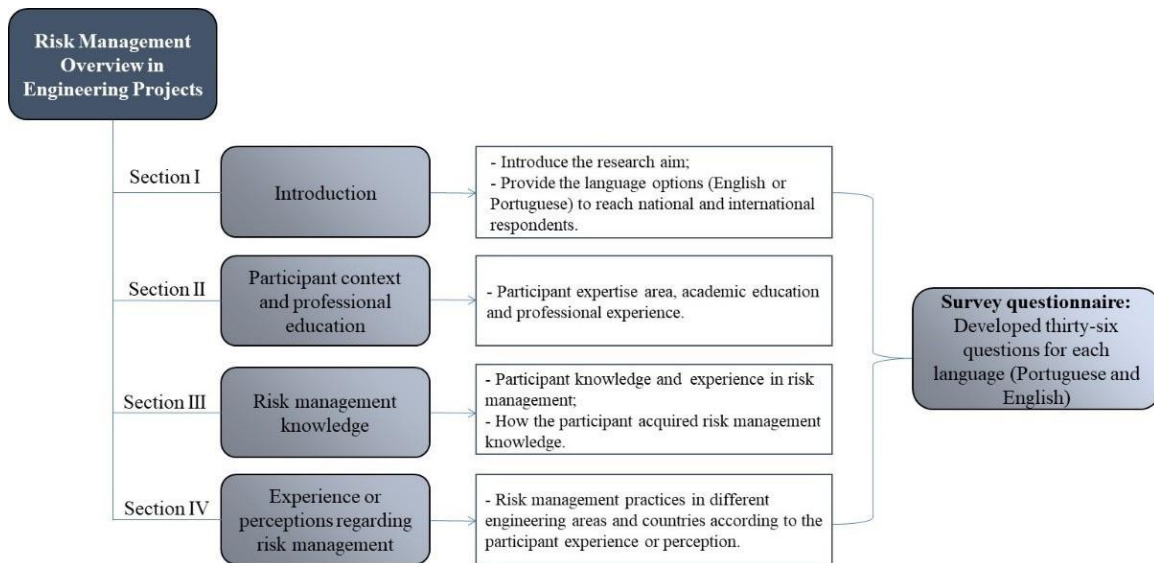 Risk Management
Overview in
Engineering Projects
Section I
Introduction
- Introduce the research aim;
- Provide the language options (English or
Portuguese) to reach national and international
respondents.
Section II
Participant context
and professional
education
- Participant expertise area, academic education
and professional experience.
Section III
Risk management
knowledge
- Participant knowledge and experience in risk
management;
- How the participant acquired risk management
knowledge.
Section IV
Experience or
perceptions regarding
risk management
- Risk management practices in different
engineering areas and countries according to the
participant experience or perception.
Survey questionnaire:
Developed thirty-six
questions for each
language (Portuguese and
English)